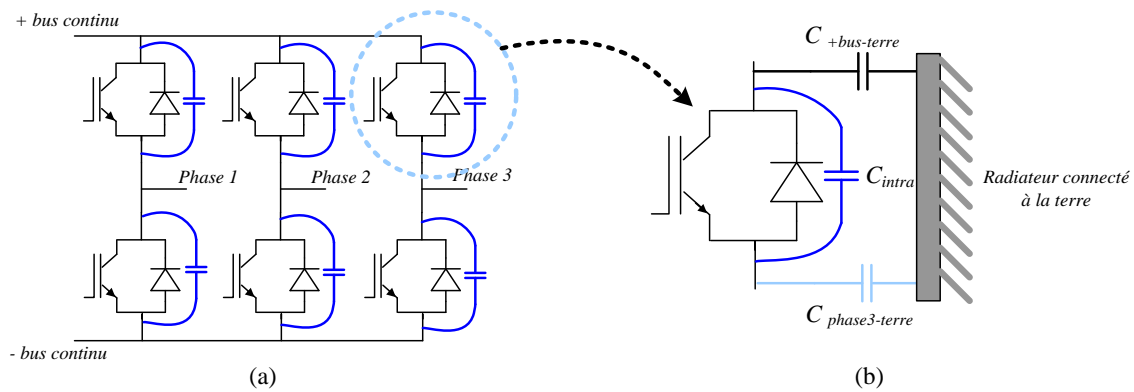 + bus continu
Phase 1
Phase 2
Phase 3
- bus continu
(a)
C +bus-terre
C intra
Radiateur connecté
à la terre
C phase3-terre
(b)